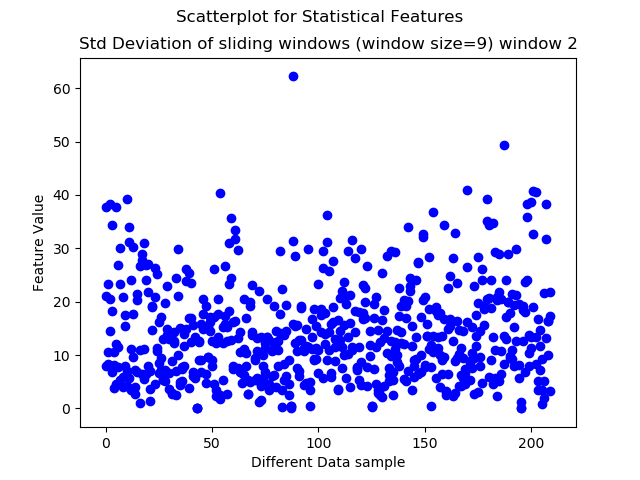 Scatterplot for Statistical Features
Std Deviation of sliding windows (window size=9) window 2
60
50
40
30
20
10
0
Feature Value
0 50 100 150 200
Different Data sample